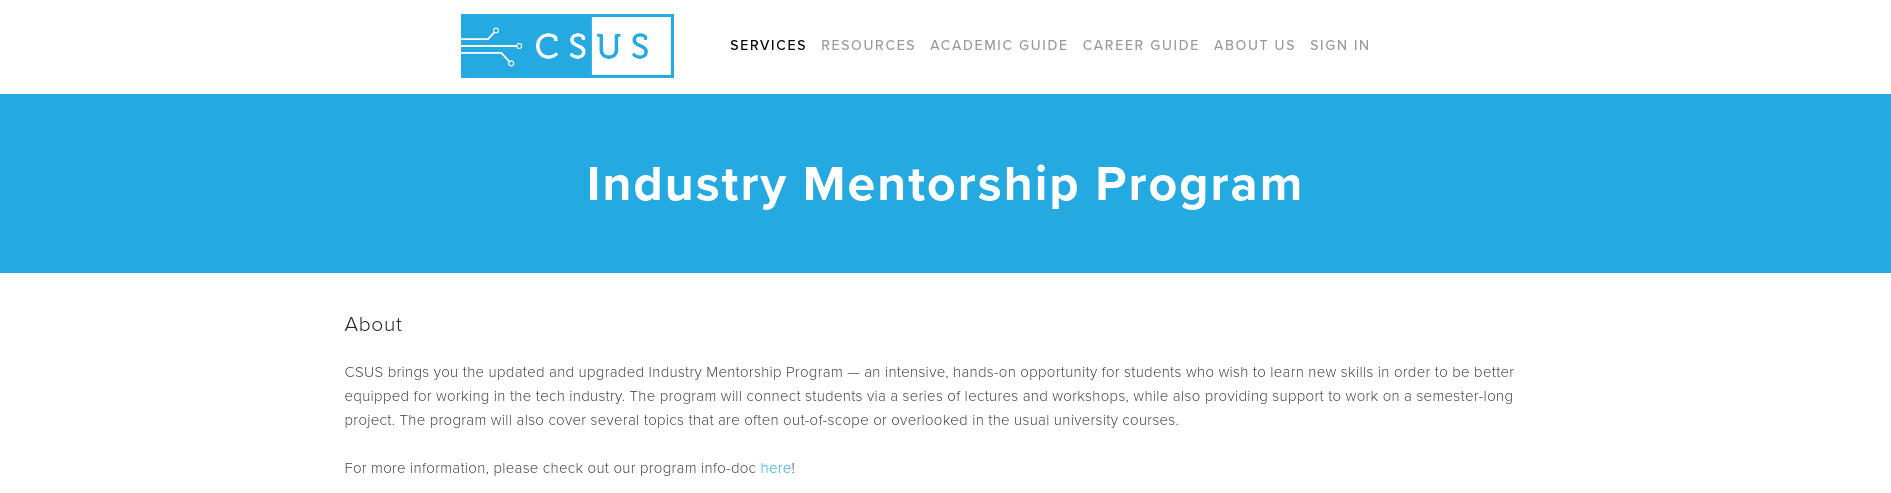 CSUS
SERVICES RESOURCES ACADEMIC GUIDE CAREER GUIDE ABOUT US SIGN IN
Industry Mentorship Program
About
CSUS brings you the updated and upgraded Industry Mentorship Program — an intensive, hands-on opportunity for students who wish to learn new skills in order to be better
equipped for working in the tech industry. The program will connect students via a series of lectures and workshops, while also providing support to work on a semester-long
project. The program will also cover several topics that are often out-of-scope or overlooked in the usual university courses.
For more information, please check out our program info-doc here!